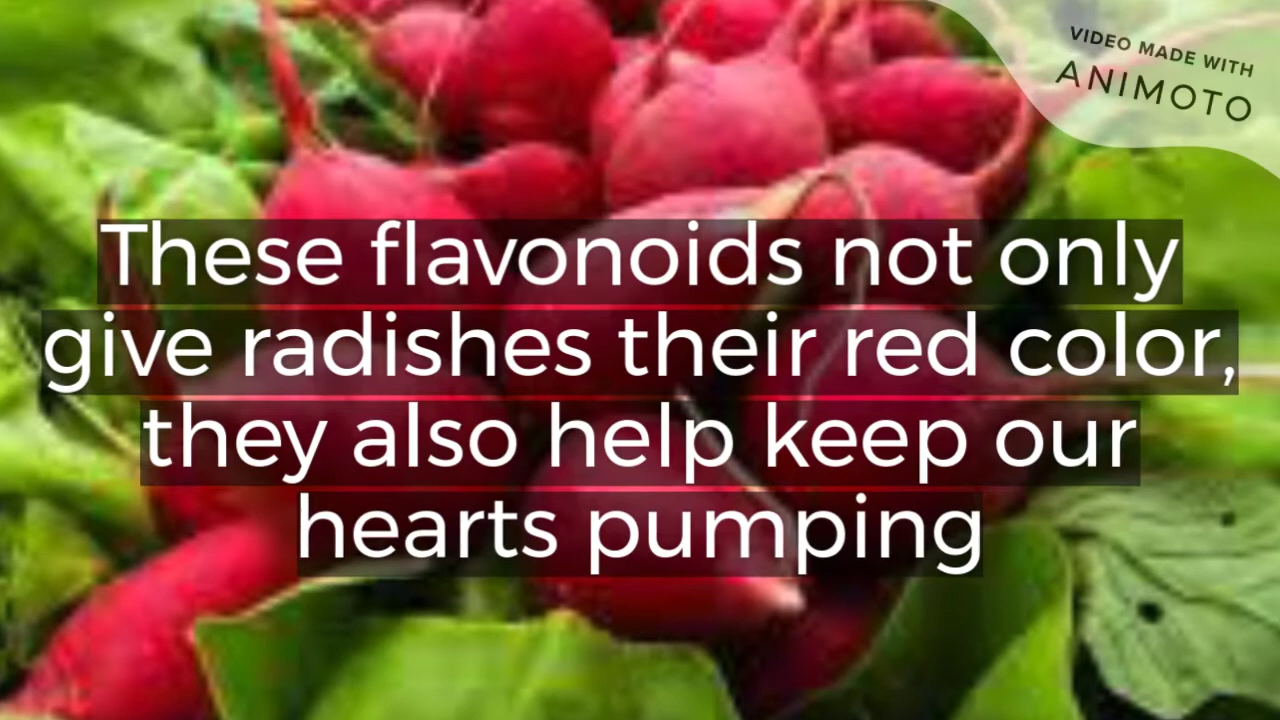 VIDEO MADE WITH
ANIMOTO
These flavonoids not only
give radishes their red color,
they also help keep our
hearts pumping